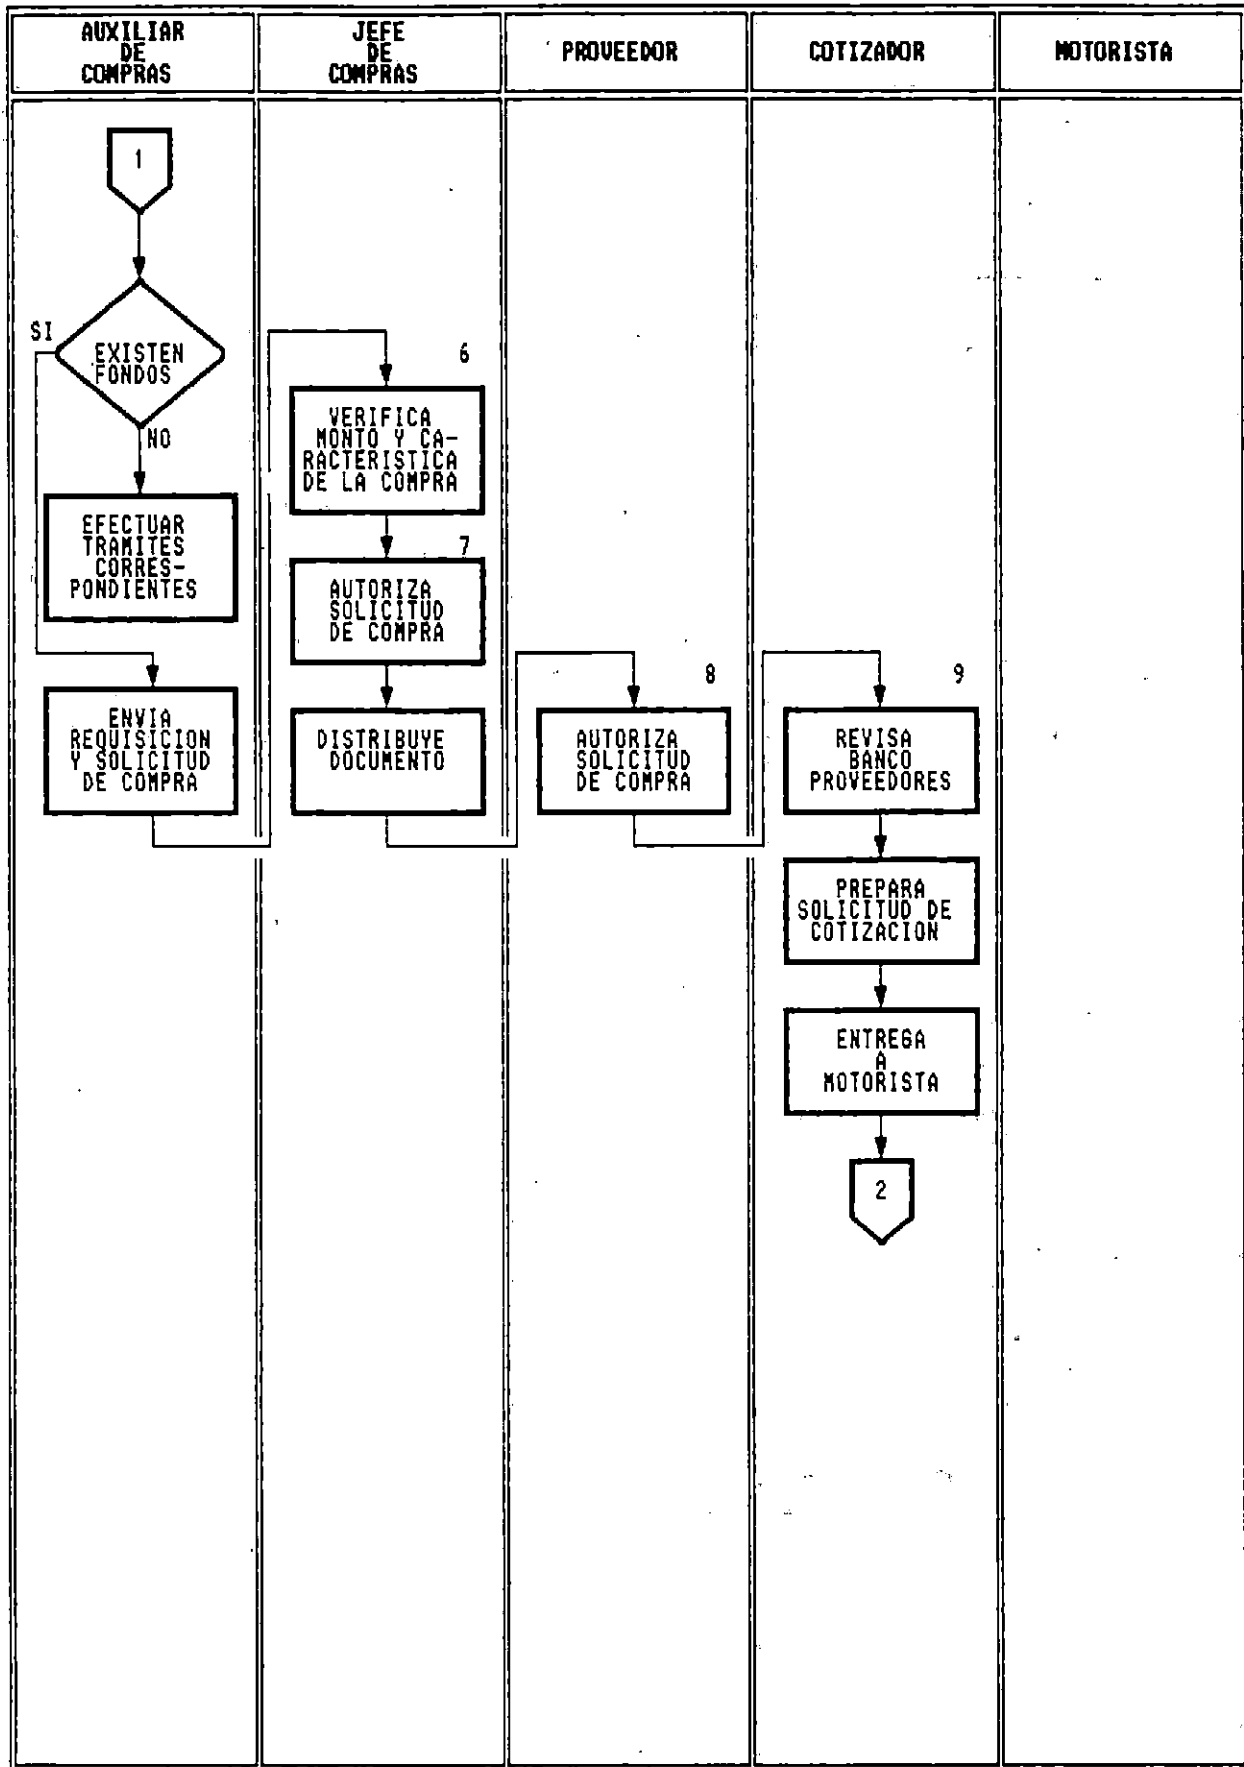 AUXILIAR
DE
COMPRAS
JEFE
DE
COMPRAS
PROVEEDOR
COTIZADOR
MOTORISTA
1
SI
EXISTEN
FONDOS
NO
EFECTUAR
TRAMITES
CORRES-
PONDIENTES
ENVIA
REQUISICION
Y SOLICITUD
DE COMPRA
6
VERIFICA
MONTO Y CA-
RACTERISTICA
DE LA COMPRA
7
AUTORIZA
SOLICITUD
DE COMPRA
DISTRIBUYE
DOCUMENTO
8
AUTORIZA
SOLICITUD
DE COMPRA
9
REVISA
BANCO
PROVEEDORES
PREPARA
SOLICITUD DE
COTIZACION
ENTREGA
A
MOTORISTA
2